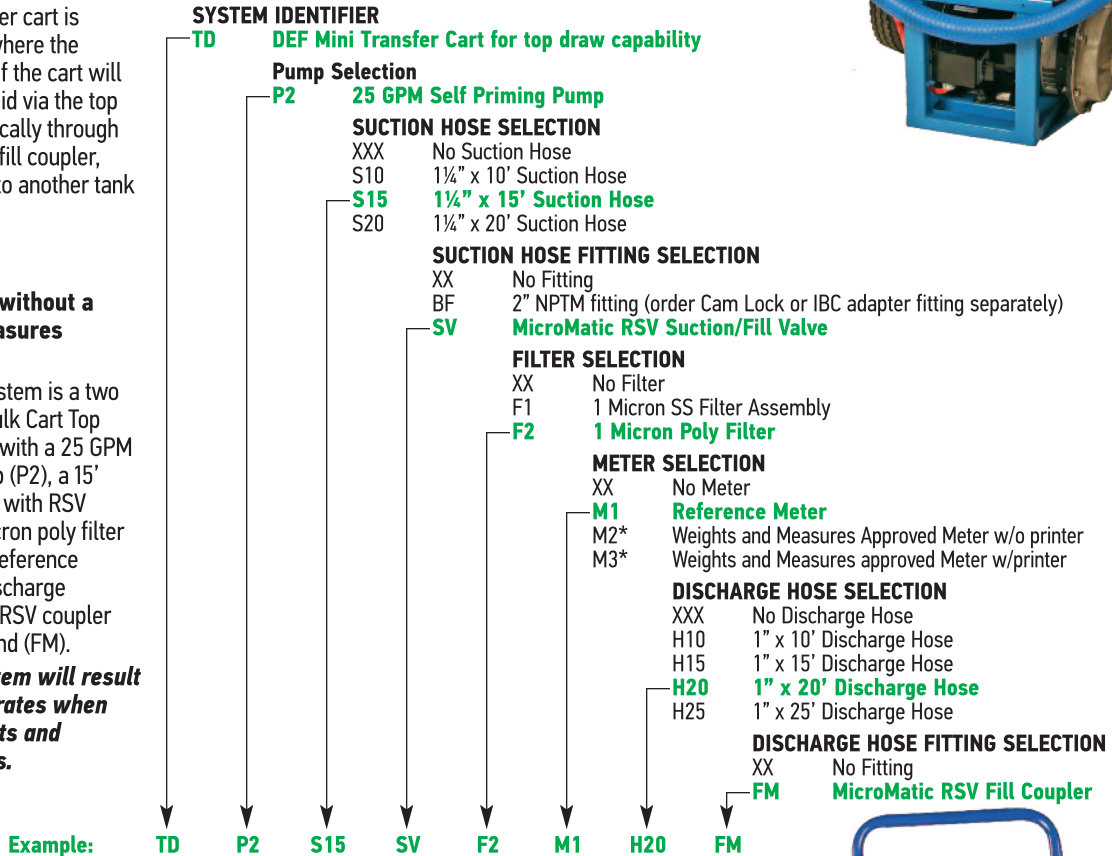 er cart is
where the
f the cart will
id via the top
cally through
fill coupler,
to another tank
without a
asures
stem is a two
ulk Cart Top
with a 25 GPM
(P2), a 15’
with RSV
cron poly filter
eference
scharge
RSV coupler
nd (FM).
tem will result
rates when
ts and
s.
SYSTEM IDENTIFIER
TD DEF Mini Transfer Cart for top draw capability
Pump Selection
P2 25 GPM Self Priming Pump
SUCTION HOSE SELECTION
XXX No Suction Hose
S10 1¼” x 10’ Suction Hose
S15 1¼” x 15’ Suction Hose
S20 1¼” x 20’ Suction Hose
SUCTION HOSE FITTING SELECTION
XX No Fitting
BF 2” NPTM fitting (order Cam Lock or IBC adapter fitting separately)
SV MicroMatic RSV Suction/Fill Valve
FILTER SELECTION
XX No Filter
F1 1 Micron SS Filter Assembly
F2 1 Micron Poly Filter
METER SELECTION
XX No Meter
M1 Reference Meter
M2* Weights and Measures Approved Meter w/o printer
M3* Weights and Measures approved Meter w/printer
DISCHARGE HOSE SELECTION
XXX No Discharge Hose
H10 1” x 10’ Discharge Hose
H15 1” x 15’ Discharge Hose
H20 1” x 20’ Discharge Hose
H25 1” x 25’ Discharge Hose
DISCHARGE HOSE FITTING SELECTION
XX No Fitting
FM MicroMatic RSV Fill Coupler
Example: TD P2 S15 SV F2 M1 H20 FM